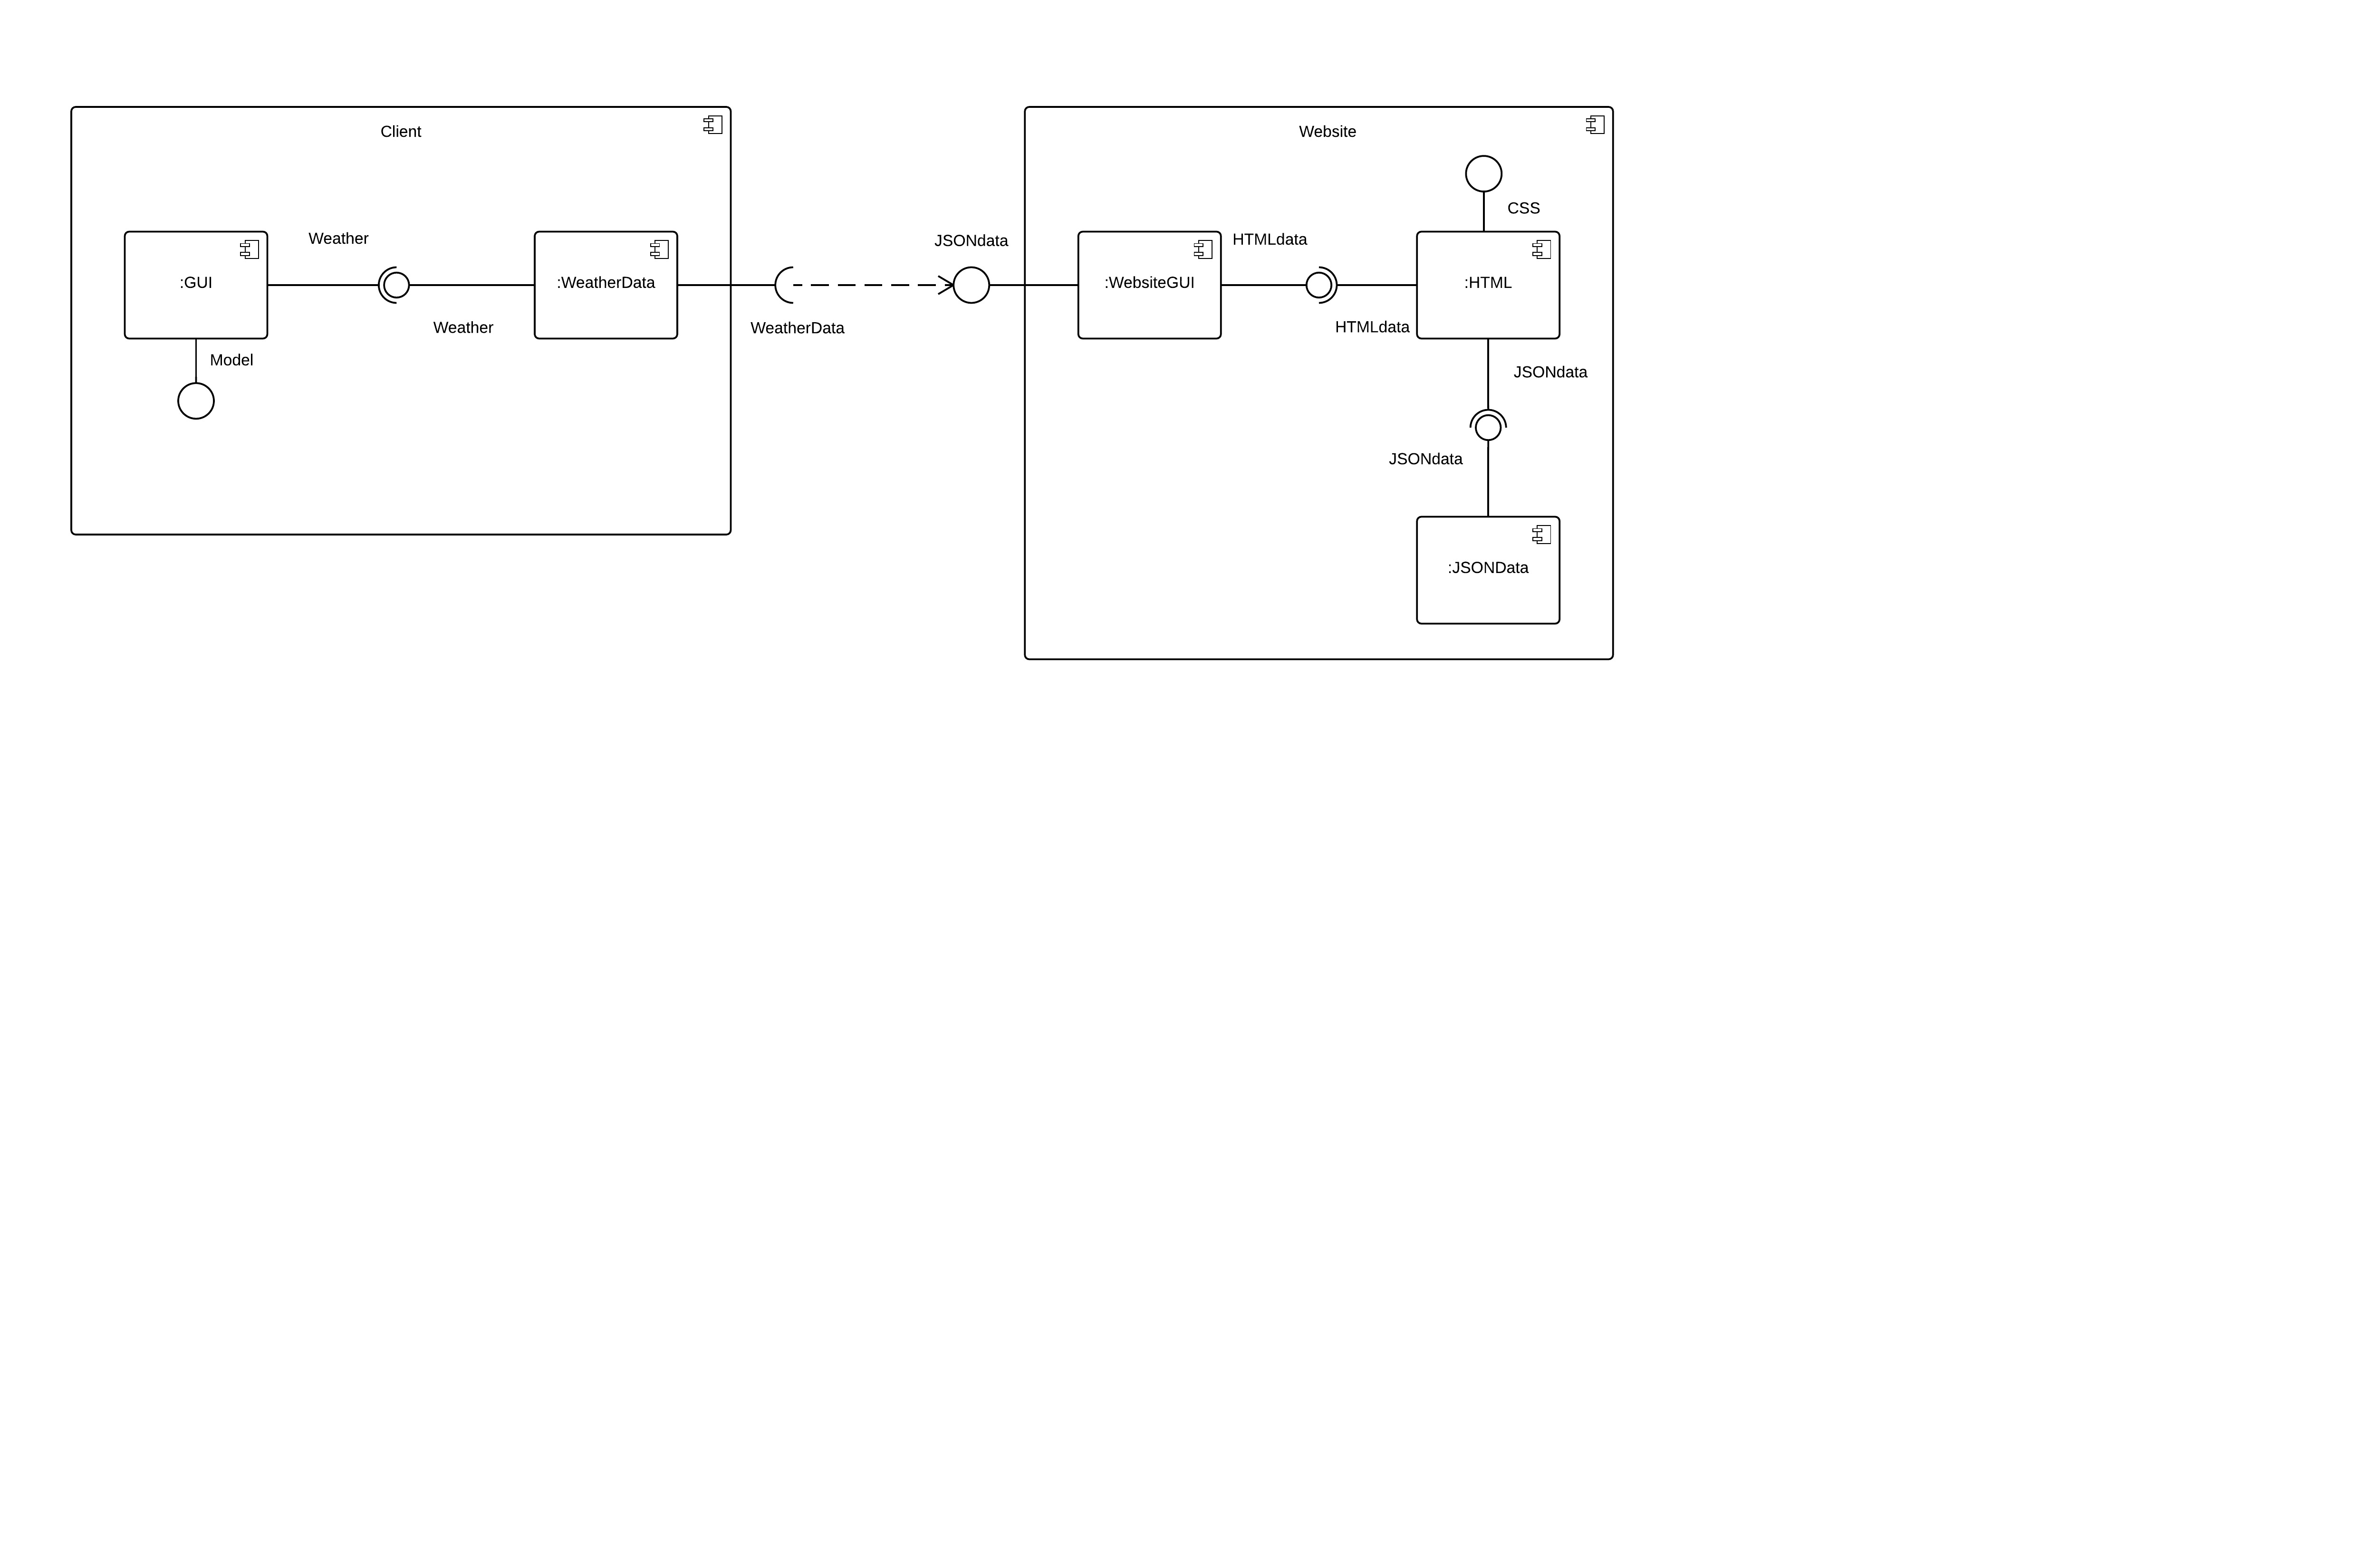 Client
Weather
:GUI
:WeatherData
Weather
Model
WeatherData
JSONdata
Website
CSS
HTMLdata
:WebsiteGUI
:HTML
HTMLdata
JSONdata
JSONdata
:JSONData